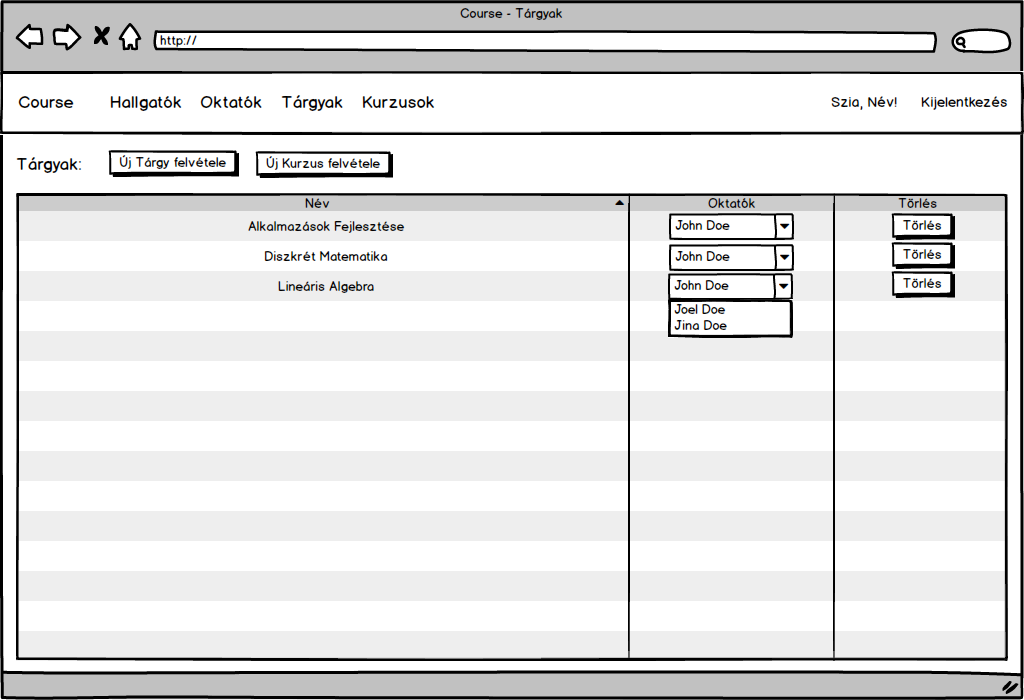 Course - Tárgyak
http://
Course Hallgatók Oktatók Tárgyak Kurzusok Szia, Név! Kijelentkezés
Tárgyak: Új Tárgy felvétele Új Kurzus felvétele
Név Oktatók Törlés
Alkalmazások Fejlesztése John Doe Törlés
Diszkrét Matematika John Doe Törlés
Lineáris Algebra John Doe Törlés
Joel Doe
Jina Doe